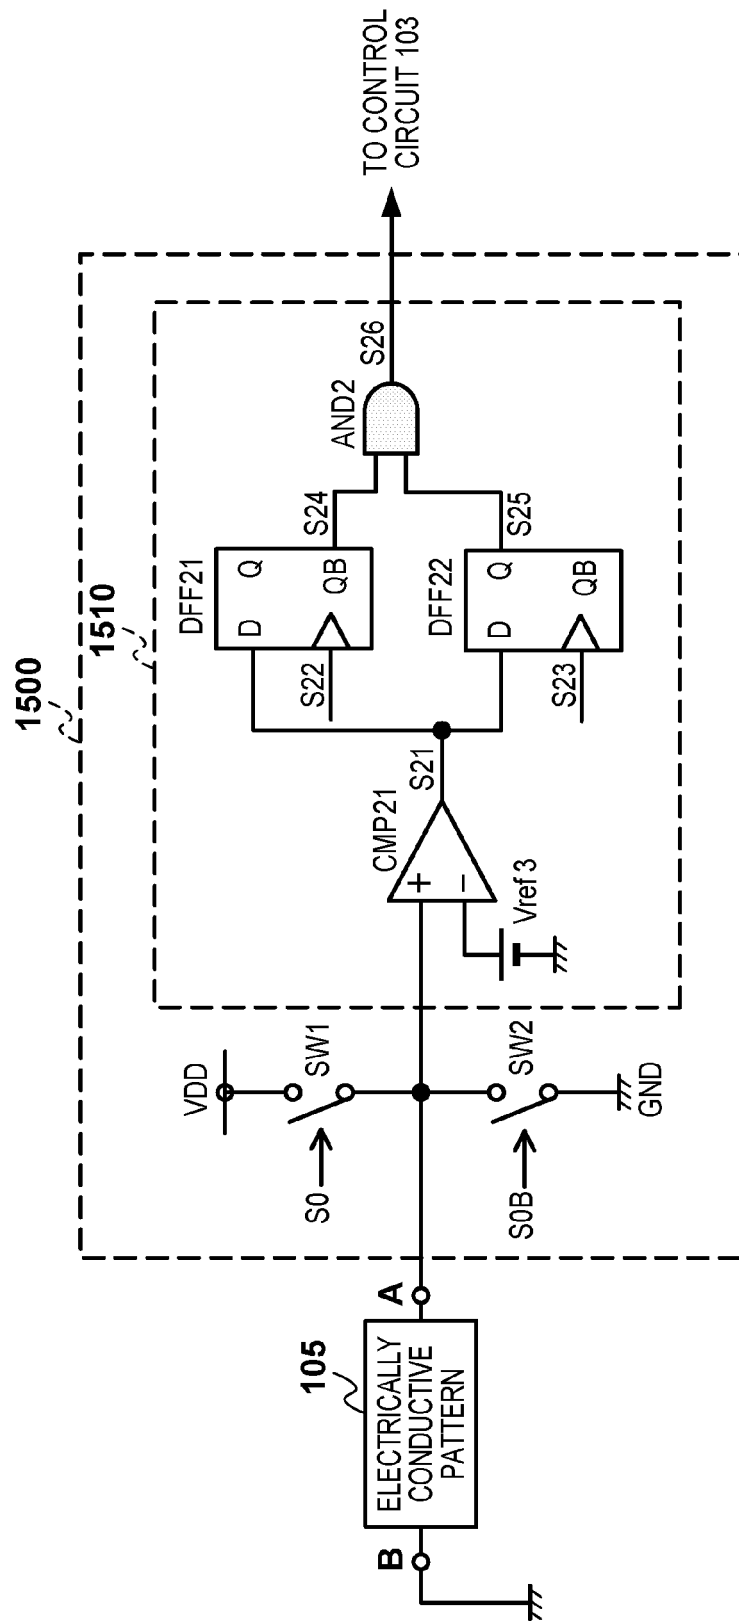 1500
1510
VDD
SW1
S0
SW2
S0B
GND
105
ELECTRICALLY
CONDUCTIVE
PATTERN
A
B
CMP21
+
−
Vref 3
S21
DFF21
D
Q
QB
S22
S24
DFF22
D
Q
QB
S23
S25
AND2
S26
TO CONTROL
CIRCUIT 103